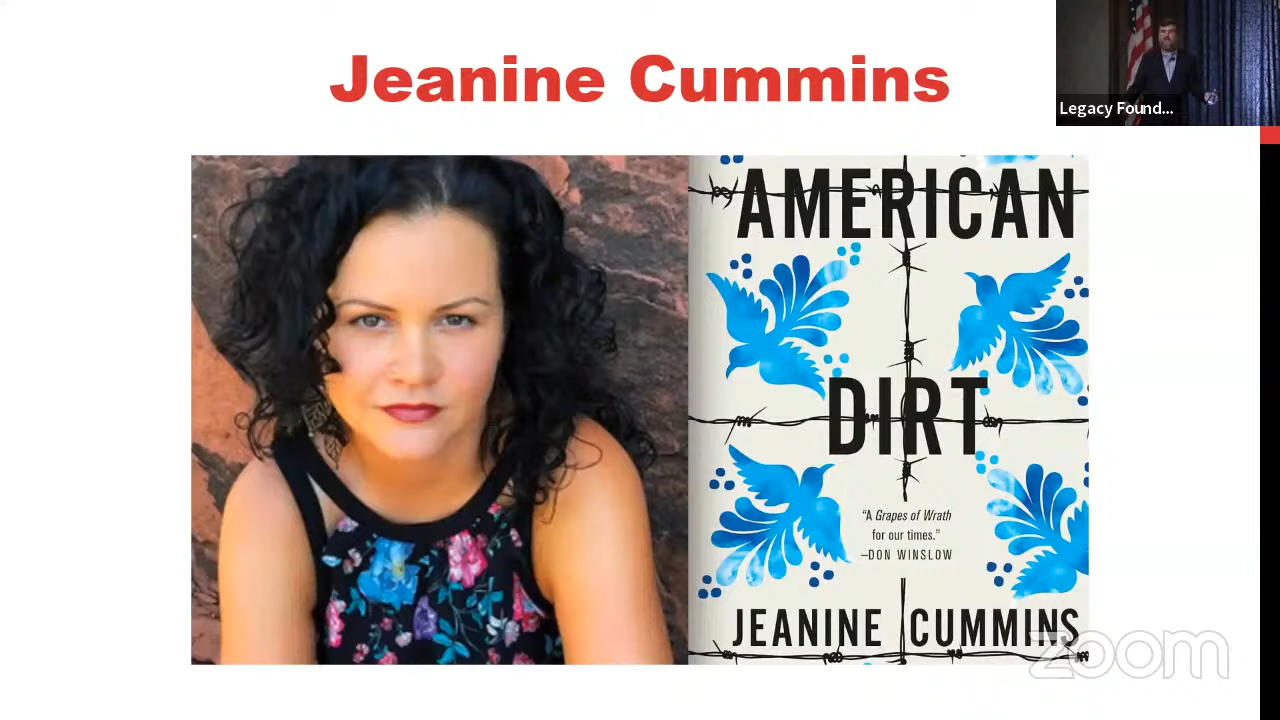 Jeanine Cummins
Legacy Found...
AMERICAN
DIRT
“A Grapes of Wrath
for our times.”
—DON WINSLOW
JEANINE CUMMINS
zoom